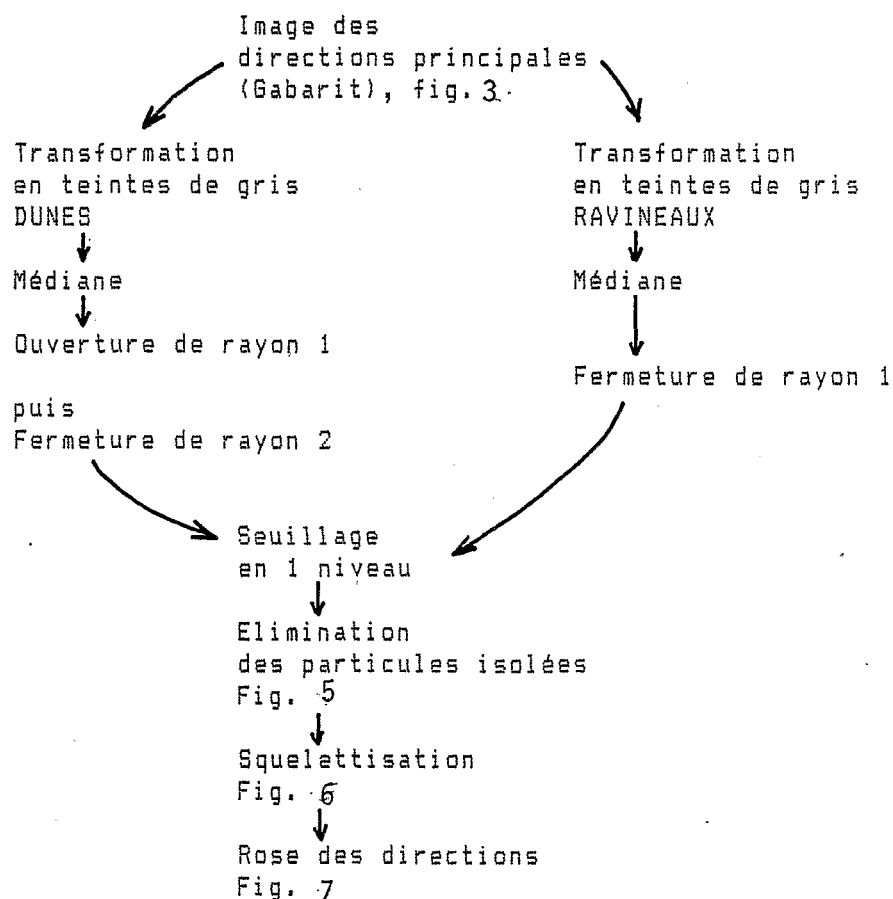 Image des
directions principales
(Gabarit), fig. 3.
Transformation
en teintes de gris
DUNES
Médiane
Ouverture de rayon 1
puis
Fermeture de rayon 2
Transformation
en teintes de gris
RAVINEAUX
Médiane
Fermeture de rayon 1
Seuillage
en 1 niveau
Elimination
des particules isolées
Fig. 5
Squelettisation
Fig. 6
Rose des directions
Fig. 7